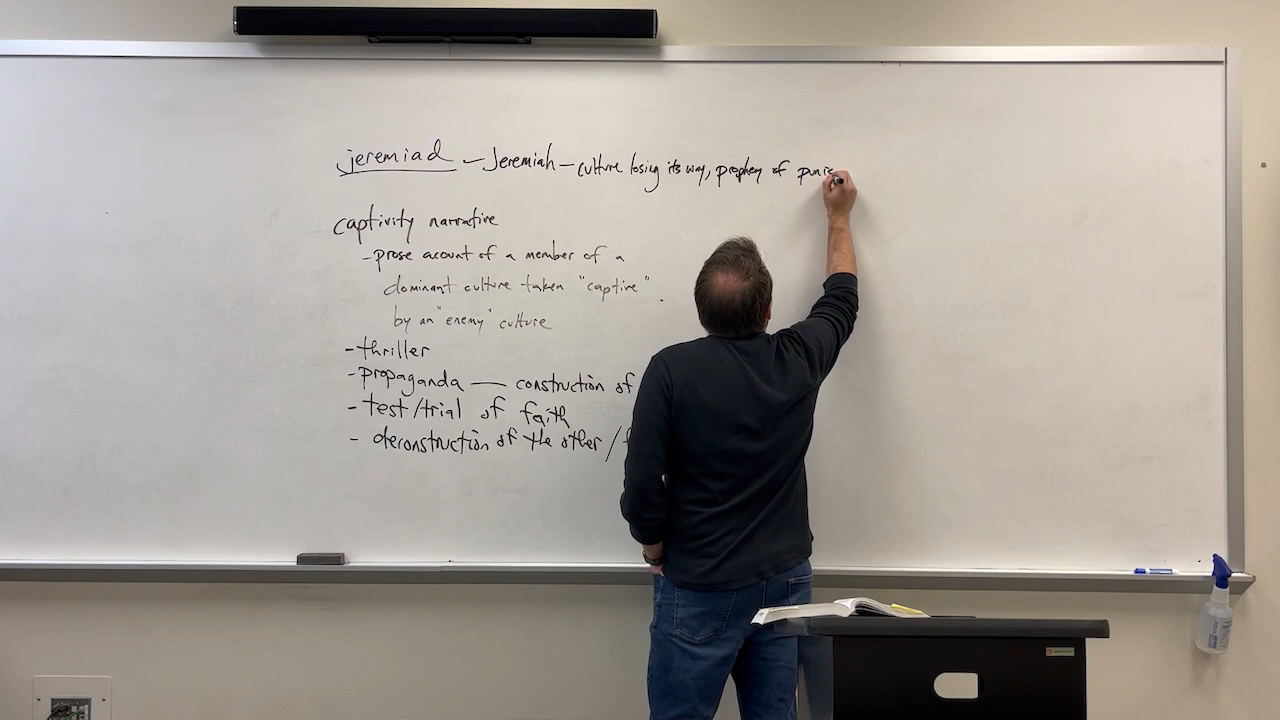 jeremiad — Jeremiah — culture losing its way, prophecy of punis
captivity narrative
- prose account of a member of a
dominant culture taken "captive"
by an "enemy" culture
- thriller
- propaganda — construction of
- test/trial of faith
- deconstruction of the other /